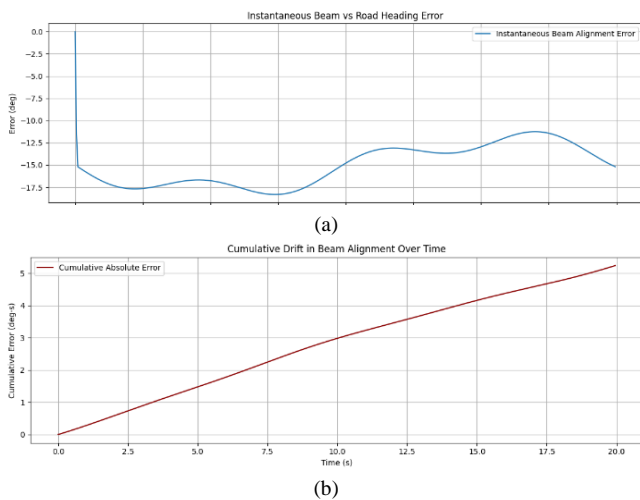 Instantaneous Beam vs Road Heading Error
Instantaneous Beam Alignment Error
0.0
−2.5
−5.0
−7.5
−10.0
−12.5
−15.0
−17.5
Error (deg)
(a)
Cumulative Drift in Beam Alignment Over Time
Cumulative Absolute Error
5
4
3
2
1
0
Cumulative Error (deg·s)
0.0 2.5 5.0 7.5 10.0 12.5 15.0 17.5 20.0
Time (s)
(b)